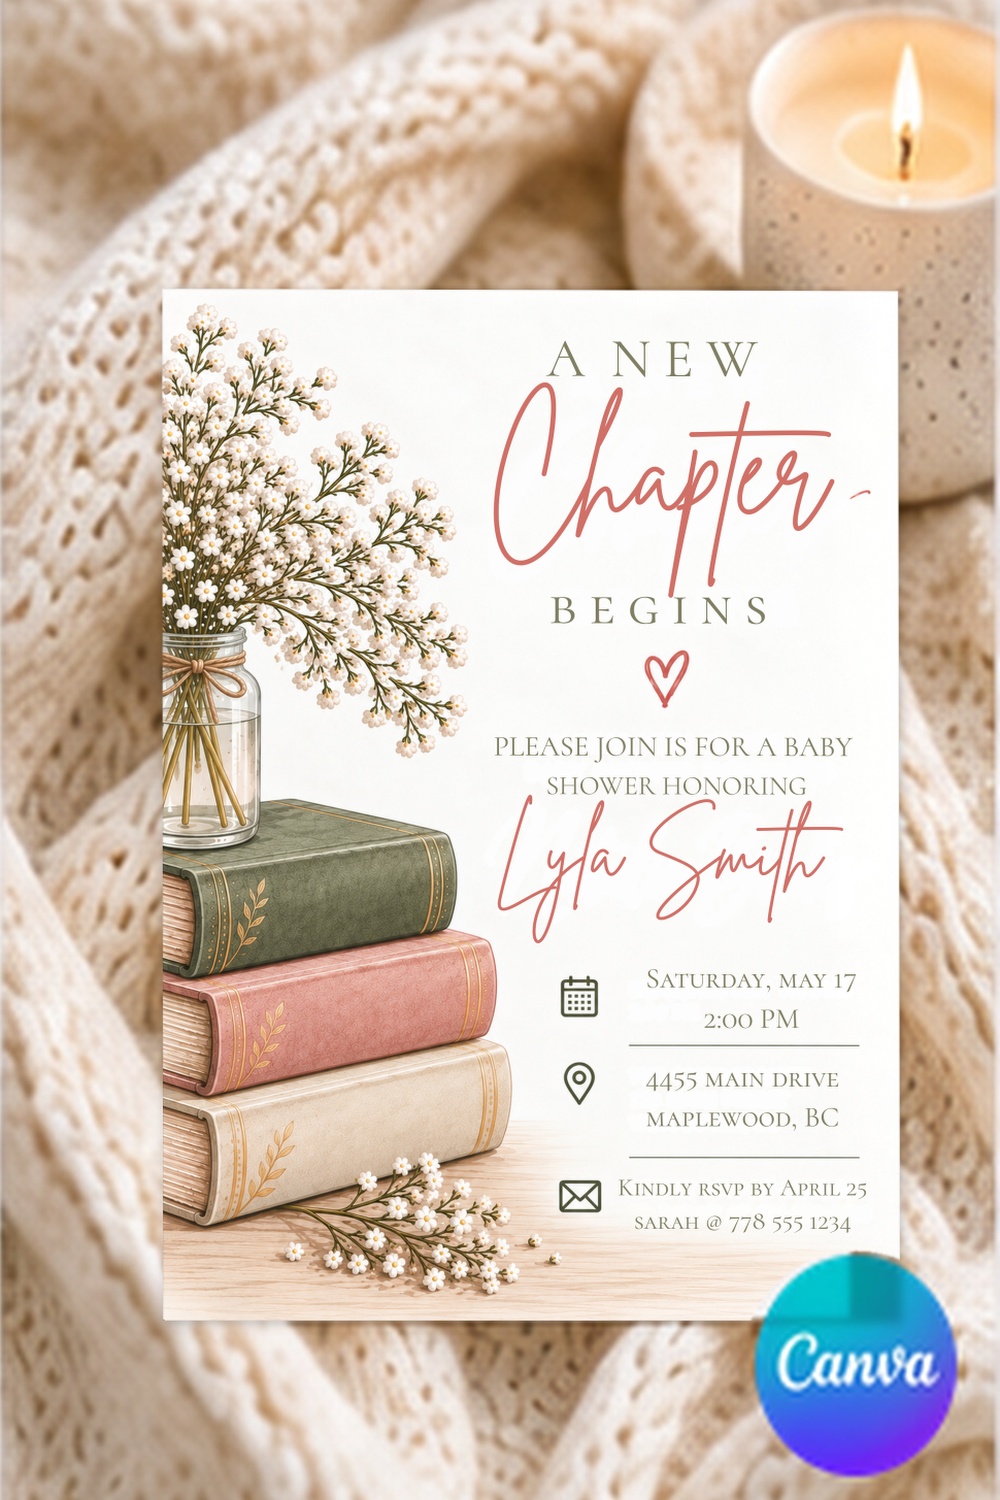 A NEW
Chapter
BEGINS
PLEASE JOIN IS FOR A BABY
SHOWER HONORING
Lyla Smith
SATURDAY, MAY 17
2:00 PM
4455 MAIN DRIVE
MAPLEWOOD, BC
KINDLY RSVP BY APRIL 25
SARAH @ 778 555 1234
Canva